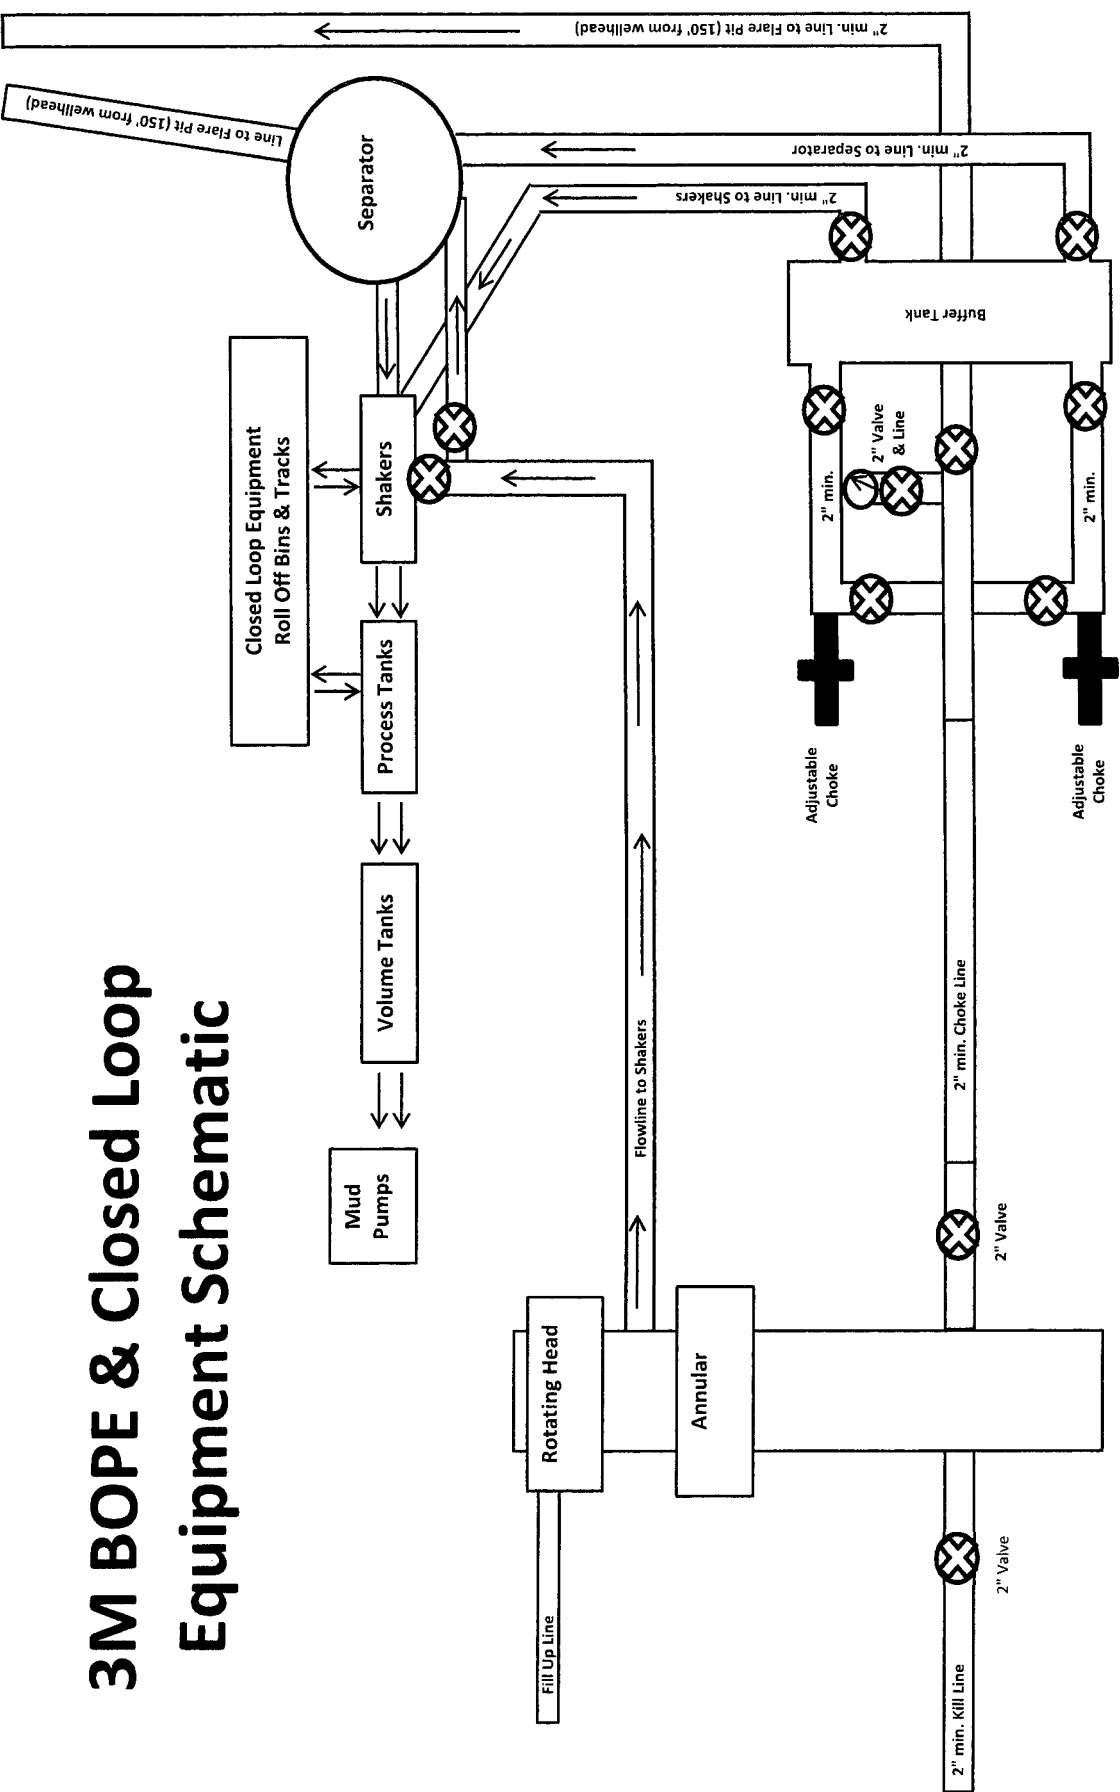 3M BOPE & Closed Loop
Equipment Schematic
Closed Loop Equipment
Roll Off Bins & Tracks
Line to Flare Pit (150' from wellhead)
2" min. Line to Flare Pit (150' from wellhead)
Separator
Mud
Pumps
Volume Tanks
Process Tanks
Shakers
2" min. Line to Separator
2" min. Line to Shakers
Fill Up Line
Rotating Head
Flowline to Shakers
Annular
Adjustable
Choke
2" min.
2" Valve
& Line
Buffer Tank
2" min. Kill Line
2" Valve
2" Valve
2" min. Choke Line
Adjustable
Choke
2" min.